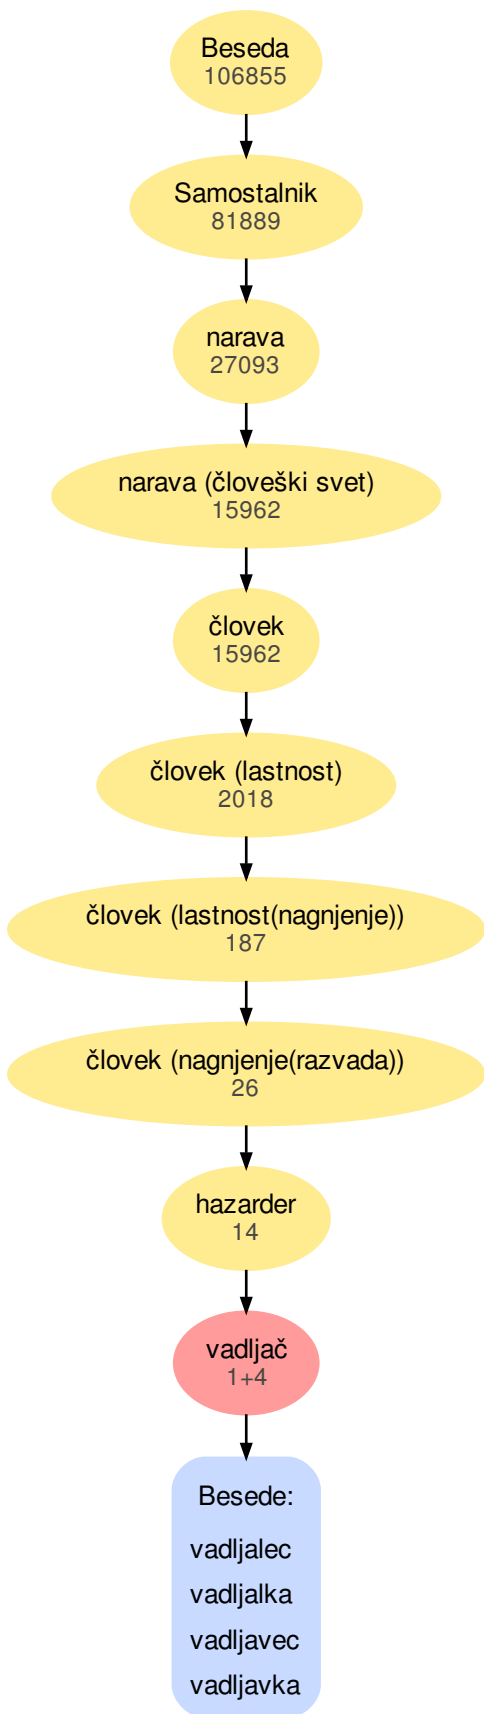 Beseda
106855
Samostalnik
81889
narava
27093
narava (človeški svet)
15962
človek
15962
človek (lastnost)
2018
človek (lastnost(nagnjenje))
187
človek (nagnjenje(razvada))
26
hazarder
14
vadljač
1+4
Besede:
vadljalec
vadljalka
vadljavec
vadljavka